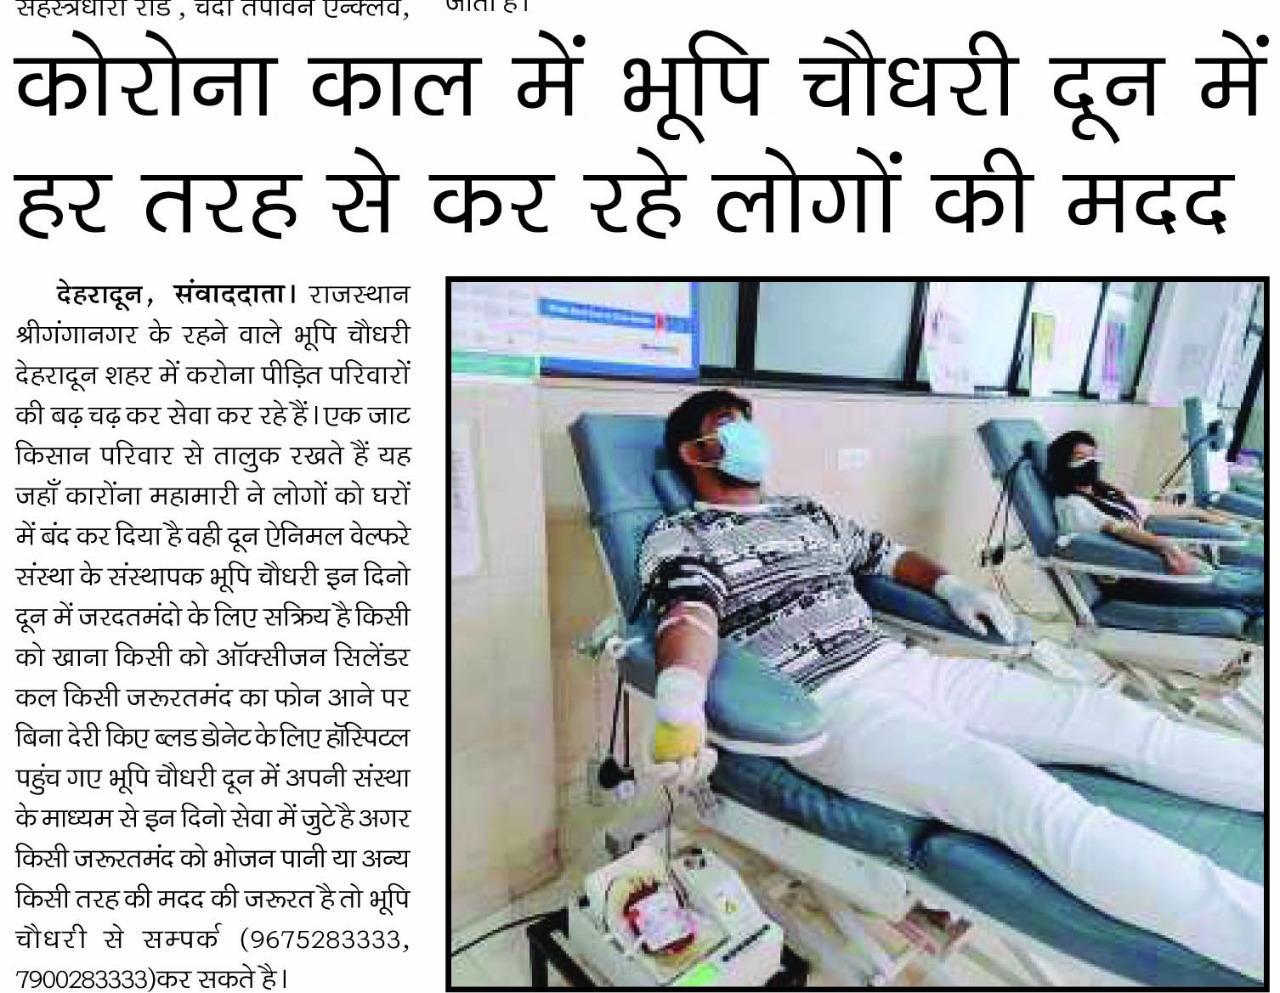 सहस्त्रधारा रोड , चंदा तपोवन एन्क्लेव,
जाता है।
कोरोना काल में भूपि चौधरी दून में
हर तरह से कर रहे लोगों की मदद
देहरादून, संवाददाता। राजस्थान
श्रीगंगानगर के रहने वाले भूपि चौधरी
देहरादून शहर में करोना पीड़ित परिवारों
की बढ़ चढ़ कर सेवा कर रहे हैं। एक जाट
किसान परिवार से तालुक रखते हैं यह
जहाँ कारोंना महामारी ने लोगों को घरों
में बंद कर दिया है वही दून ऐनिमल वेल्फरे
संस्था के संस्थापक भूपि चौधरी इन दिनो
दून में जरदतमंदो के लिए सक्रिय है किसी
को खाना किसी को ऑक्सीजन सिलेंडर
कल किसी जरूरतमंद का फोन आने पर
बिना देरी किए ब्लड डोनेट के लिए हॉस्पिटल
पहुंच गए भूपि चौधरी दून में अपनी संस्था
के माध्यम से इन दिनो सेवा में जुटे है अगर
किसी जरूरतमंद को भोजन पानी या अन्य
किसी तरह की मदद की जरूरत है तो भूपि
चौधरी से सम्पर्क (9675283333,
7900283333)कर सकते है।